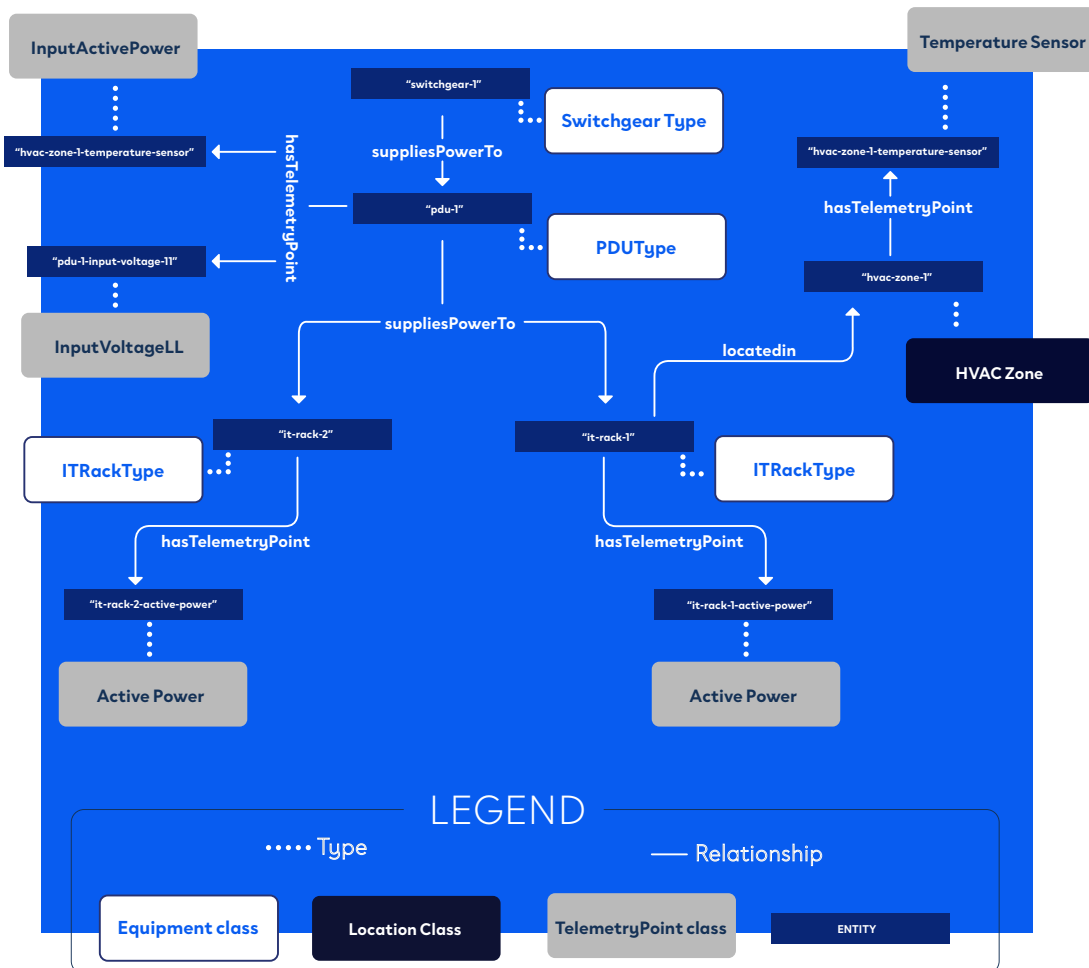 InputActivePower
Temperature Sensor
“switchgear-1”
Switchgear Type
“hvac-zone-1-temperature-sensor”
hasTelemetryPoint
suppliesPowerTo
“hvac-zone-1-temperature-sensor”
“pdu-1”
hasTelemetryPoint
PDUType
“pdu-1-input-voltage-11”
“hvac-zone-1”
suppliesPowerTo
InputVoltageLL
locatedin
HVAC Zone
“it-rack-2”
“it-rack-1”
ITRackType
ITRackType
hasTelemetryPoint
hasTelemetryPoint
“it-rack-2-active-power”
“it-rack-1-active-power”
Active Power
Active Power
LEGEND
Type
Relationship
Equipment class
Location Class
TelemetryPoint class
ENTITY